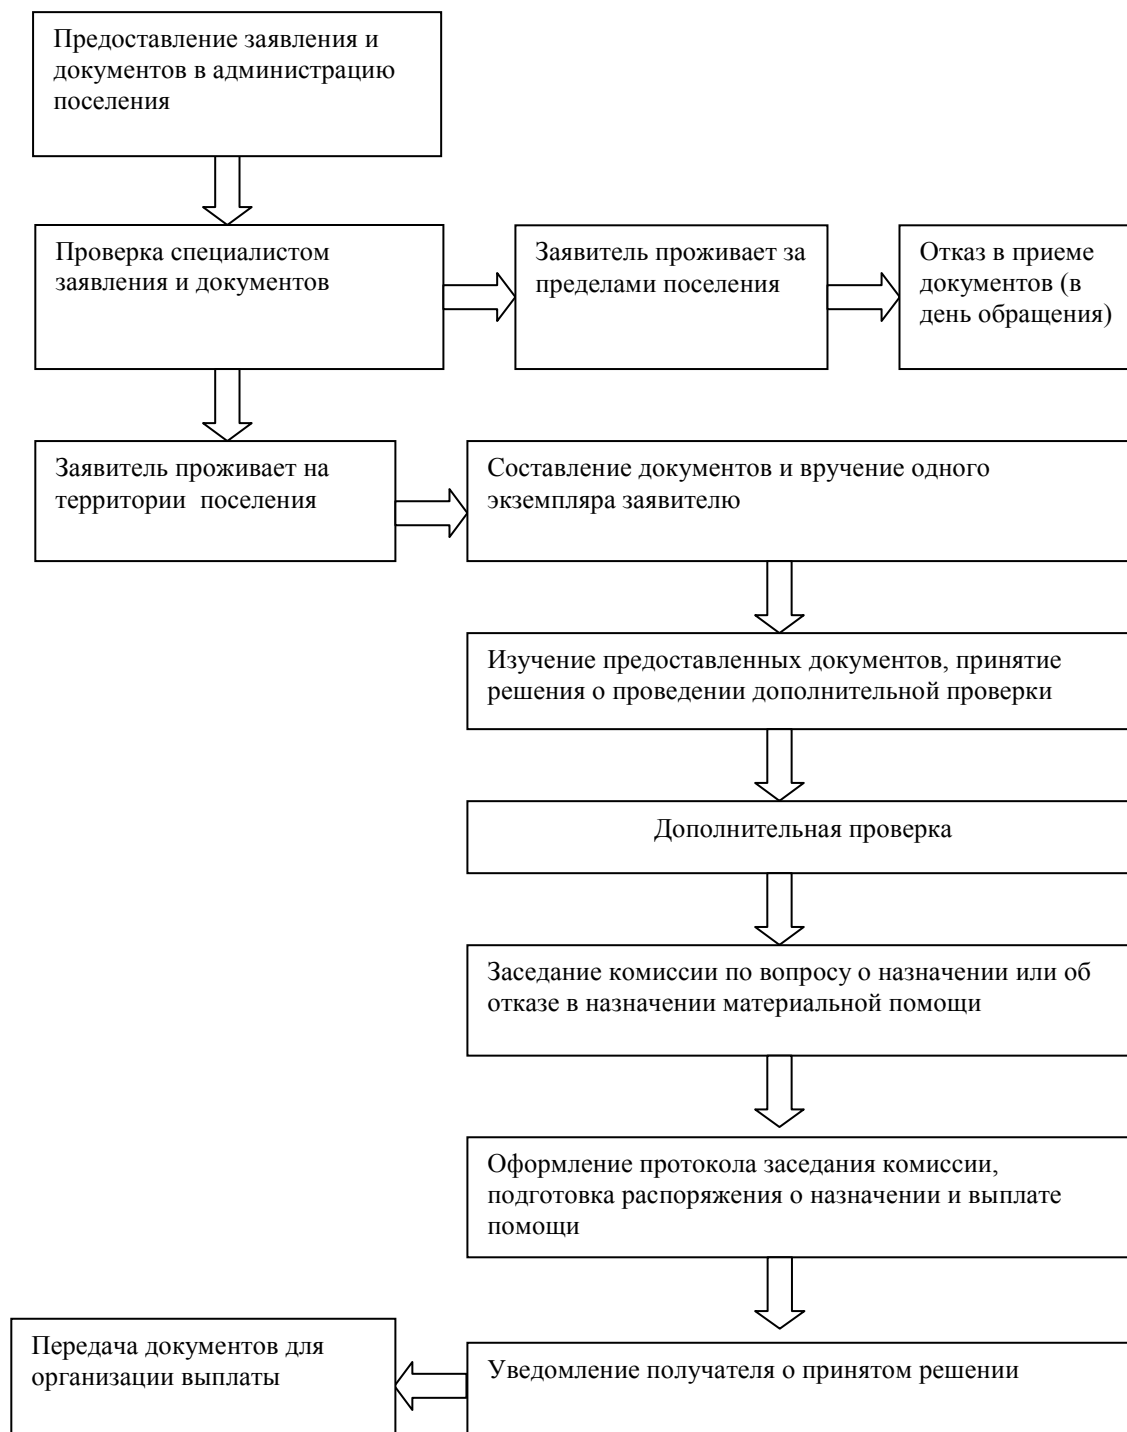 Предоставление заявления и
документов в администрацию
поселения
Проверка специалистом
заявления и документов
Заявитель проживает за
пределами поселения
Отказ в приеме
документов (в
день обращения)
Заявитель проживает на
территории  поселения
Составление документов и вручение одного
экземпляра заявителю
Изучение предоставленных документов, принятие
решения о проведении дополнительной проверки
Дополнительная проверка
Заседание комиссии по вопросу о назначении или об
отказе в назначении материальной помощи
Оформление протокола заседания комиссии,
подготовка распоряжения о назначении и выплате
помощи
Передача документов для
организации выплаты
Уведомление получателя о принятом решении